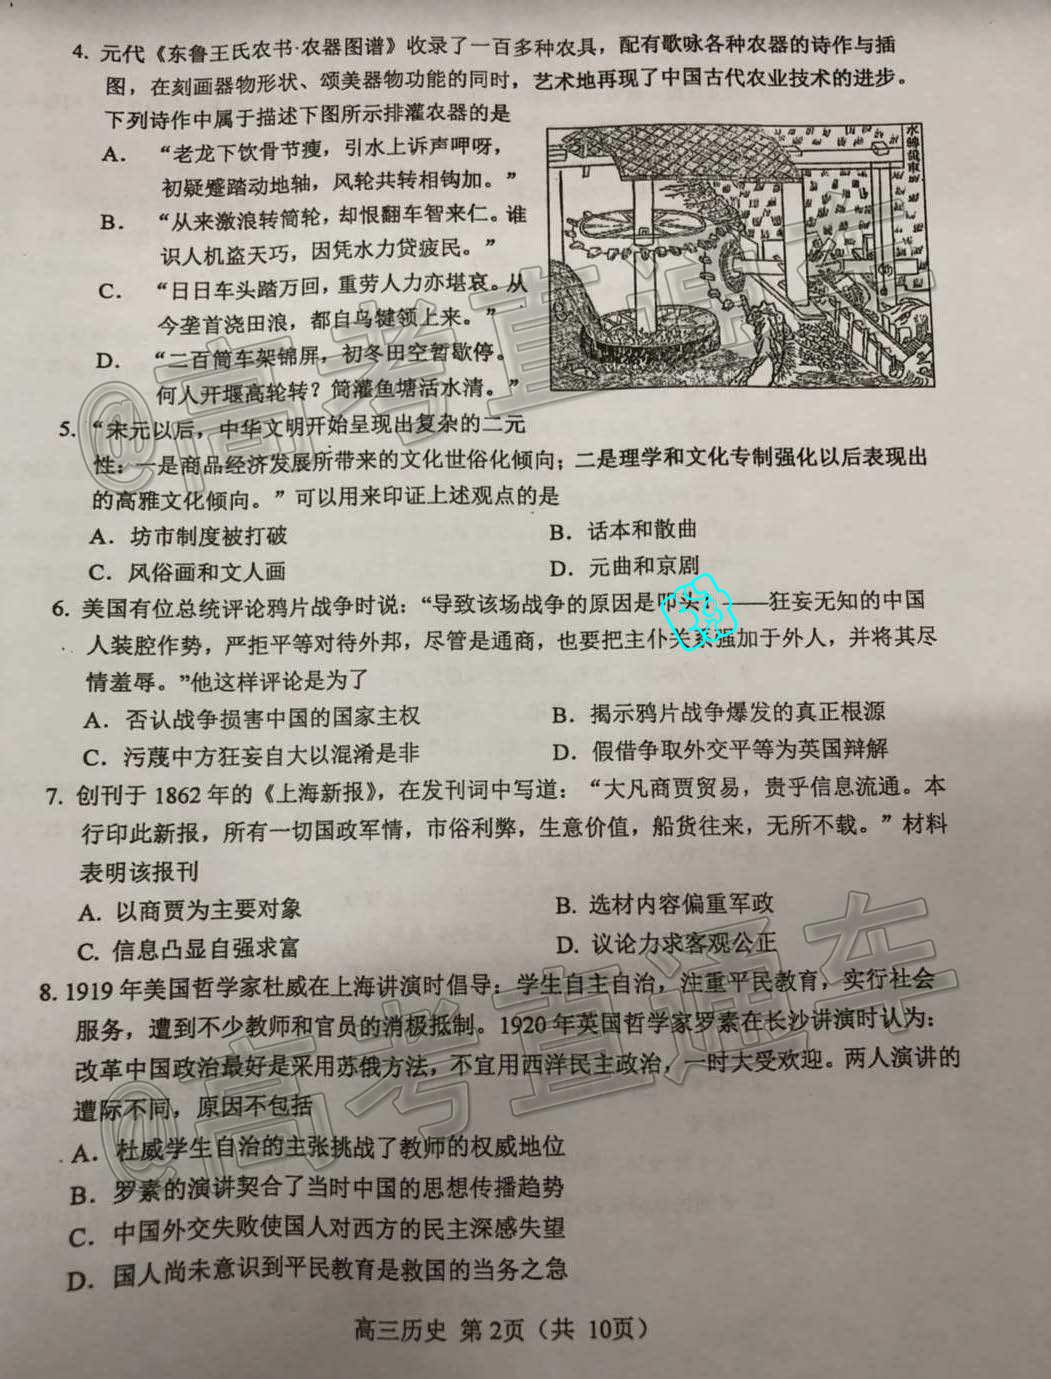 4. 元代《东鲁王氏农书·农器图谱》收录了一百多种农具，配有歌咏各种农器的诗作与插
图，在刻画器物形状、颂美器物功能的同时，艺术地再现了中国古代农业技术的进步。
下列诗作中属于描述下图所示排灌农器的是
A. “老龙下饮骨节瘦，引水上诉声呷呀，
初疑蹙踏动地轴，风轮共转相钩加。”
B. “从来激浪转筒轮，却恨翻车智来仁。谁
识人机盗天巧，因凭水力贷疲民。”
C. “日日车头踏万回，重劳人力亦堪哀。从
今垄首浇田浪，都自乌犍领上来。”
D. “二百筒车架锦屏，初冬田空暂歇停。
何人开堰高轮转？筒灌鱼塘活水清。”
5. “宋元以后，中华文明开始呈现出复杂的二元
性：一是商品经济发展所带来的文化世俗化倾向；二是理学和文化专制强化以后表现出
的高雅文化倾向。”可以用来印证上述观点的是
A. 坊市制度被打破 B. 话本和散曲
C. 风俗画和文人画 D. 元曲和京剧
6. 美国有位总统评论鸦片战争时说：“导致该场战争的原因是叩头！——狂妄无知的中国
人装腔作势，严拒平等对待外邦，尽管是通商，也要把主仆关系强加于外人，并将其尽
情羞辱。”他这样评论是为了
A. 否认战争损害中国的国家主权 B. 揭示鸦片战争爆发的真正根源
C. 污蔑中方狂妄自大以混淆是非 D. 假借争取外交平等为英国辩解
7. 创刊于1862年的《上海新报》，在发刊词中写道：“大凡商贾贸易，贵乎信息流通。本
行印此新报，所有一切国政军情，市俗利弊，生意价值，船货往来，无所不载。”材料
表明该报刊
A. 以商贾为主要对象 B. 选材内容偏重军政
C. 信息凸显自强求富 D. 议论力求客观公正
8. 1919年美国哲学家杜威在上海讲演时倡导：学生自主自治，注重平民教育，实行社会
服务，遭到不少教师和官员的消极抵制。1920年英国哲学家罗素在长沙讲演时认为：
改革中国政治最好是采用苏俄方法，不宜用西洋民主政治，一时大受欢迎。两人演讲的
遭际不同，原因不包括
A. 杜威学生自治的主张挑战了教师的权威地位
B. 罗素的演讲契合了当时中国的思想传播趋势
C. 中国外交失败使国人对西方的民主深感失望
D. 国人尚未意识到平民教育是救国的当务之急
高三历史 第2页（共 10页）
@高考直通车
@高考直通车